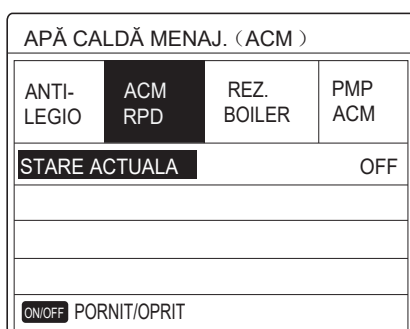 APĂ CALDĂ MENAJ.（ACM）
ANTI-LEGIO ACM RPD REZ. BOILER PMP ACM
STARE ACTUALA OFF
ON/OFF PORNIT/OPRIT